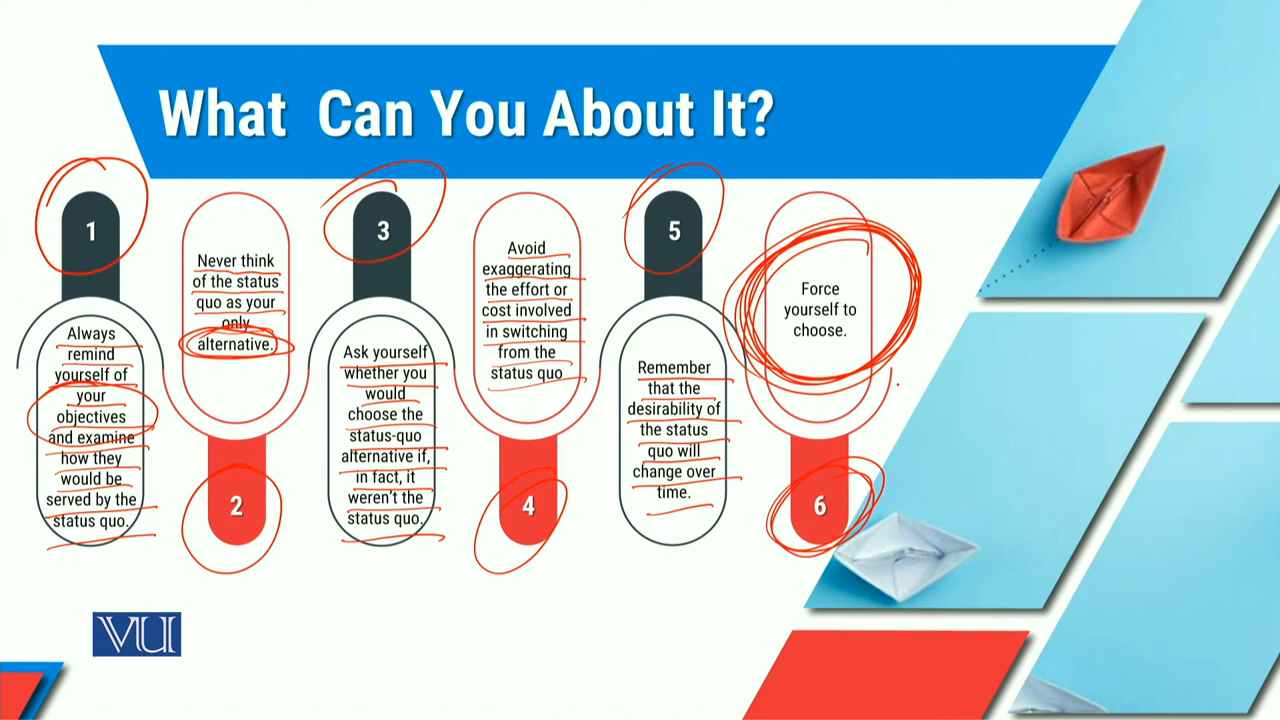 What Can You About It?
1
Always
remind
yourself of
your
objectives
and examine
how they
would be
served by the
status quo.
Never think
of the status
quo as your
only
alternative.
2
3
Ask yourself
whether you
would
choose the
status-quo
alternative if,
in fact, it
weren't the
status quo.
Avoid
exaggerating
the effort or
cost involved
in switching
from the
status quo
4
5
Remember
that the
desirability of
the status
quo will
change over
time.
Force
yourself to
choose.
6
VU